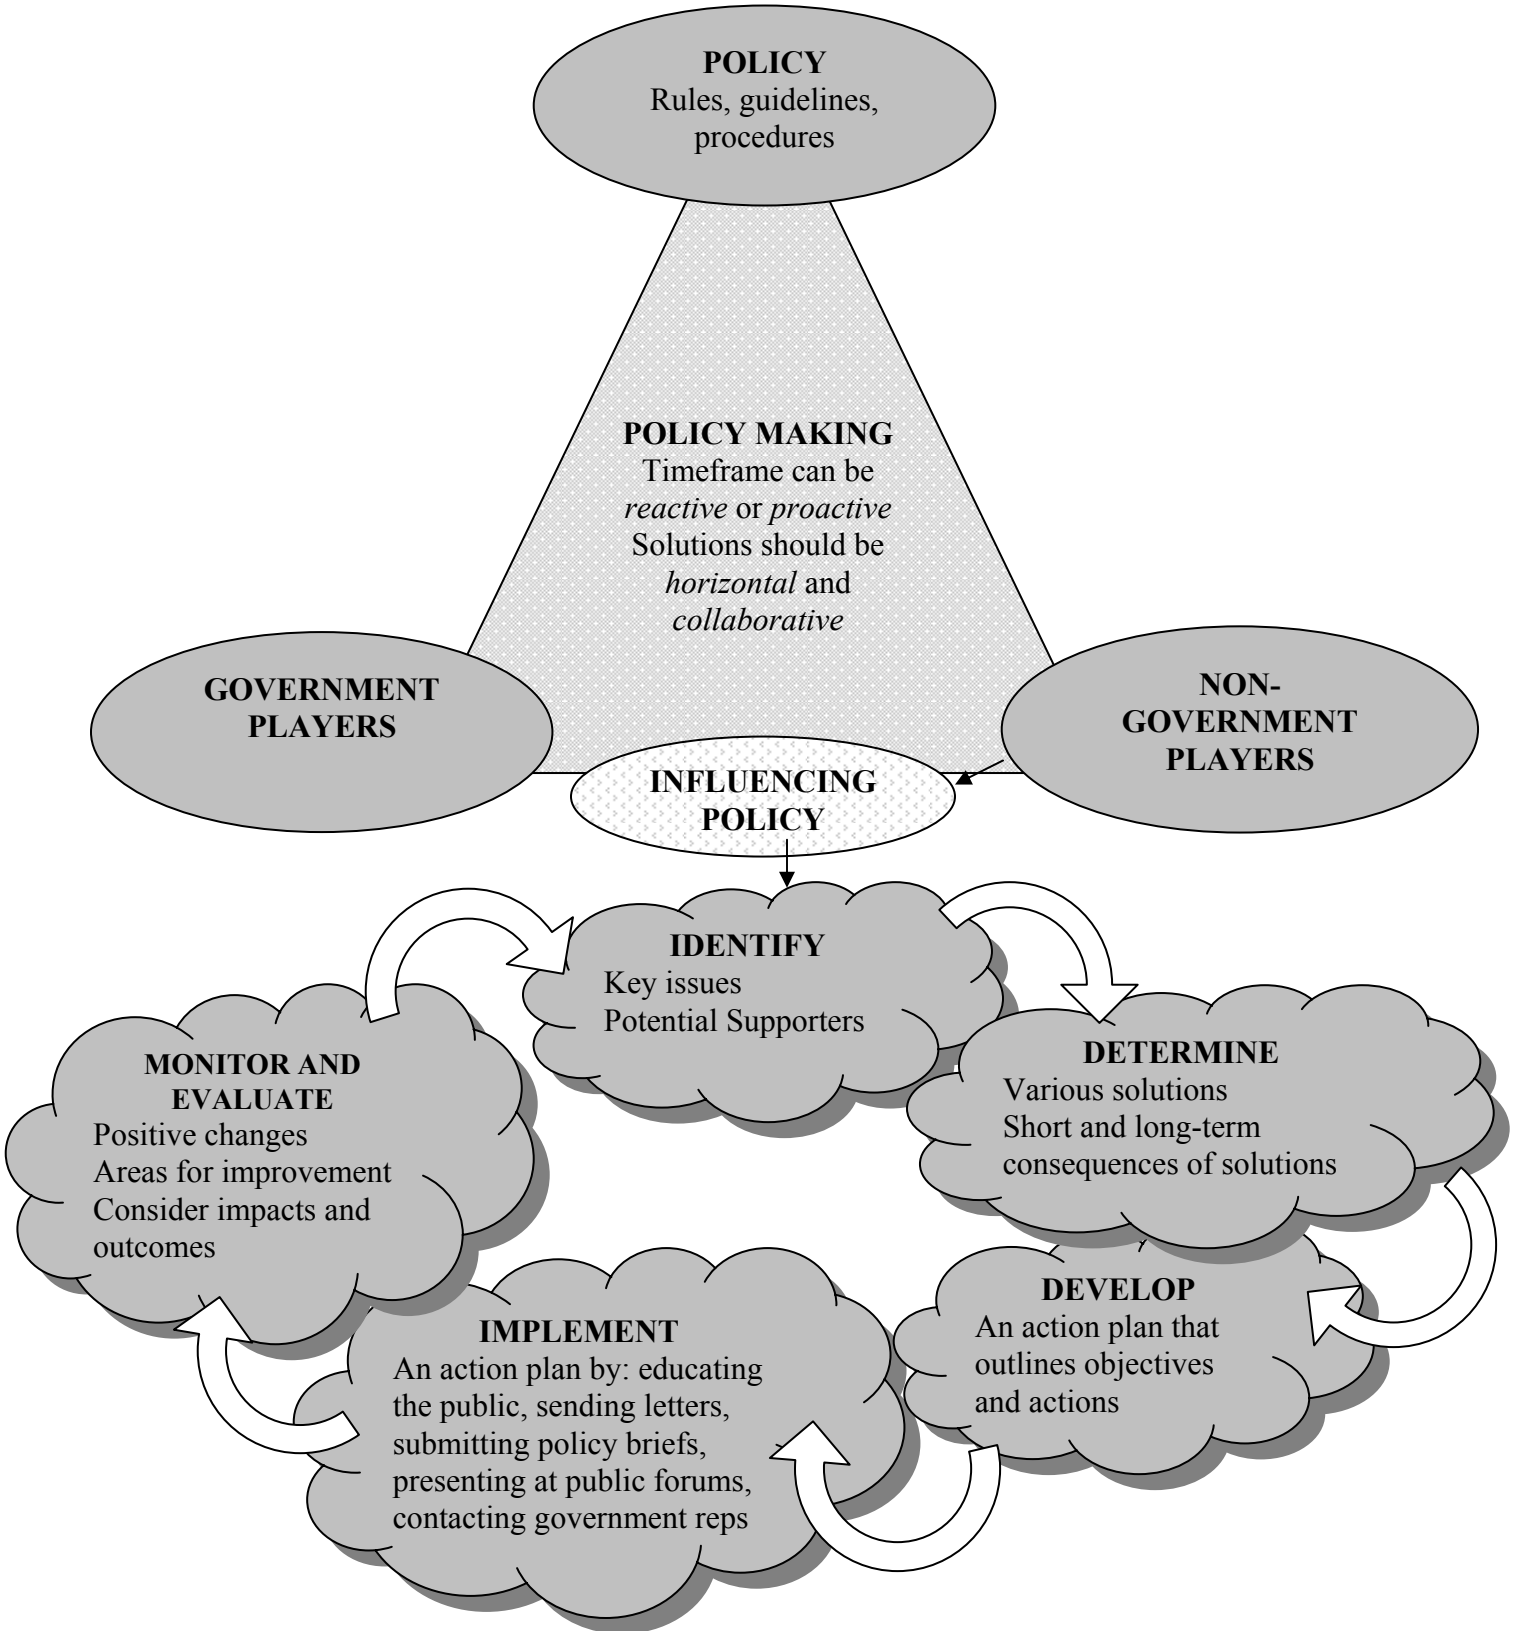 POLICY
Rules, guidelines,
procedures
POLICY MAKING
Timeframe can be
reactive or proactive
Solutions should be
horizontal and
collaborative
GOVERNMENT
PLAYERS
NON-
GOVERNMENT
PLAYERS
INFLUENCING
POLICY
IDENTIFY
Key issues
Potential Supporters
DETERMINE
Various solutions
Short and long-term
consequences of solutions
DEVELOP
An action plan that
outlines objectives
and actions
IMPLEMENT
An action plan by: educating
the public, sending letters,
submitting policy briefs,
presenting at public forums,
contacting government reps
MONITOR AND
EVALUATE
Positive changes
Areas for improvement
Consider impacts and
outcomes